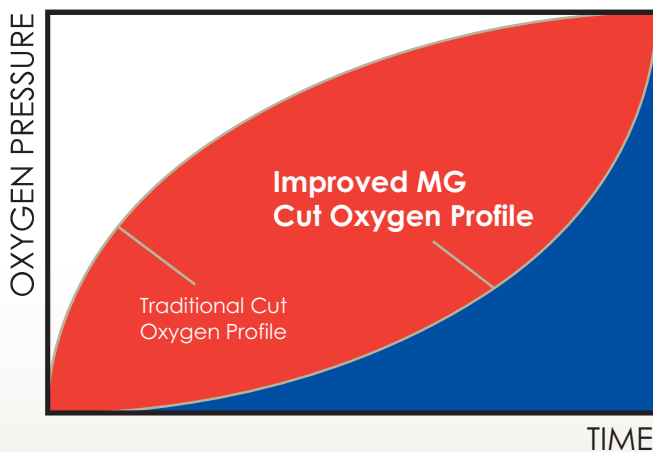 OXYGEN PRESSURE
Improved MG
Cut Oxygen Profile
Traditional Cut
Oxygen Profile
TIME